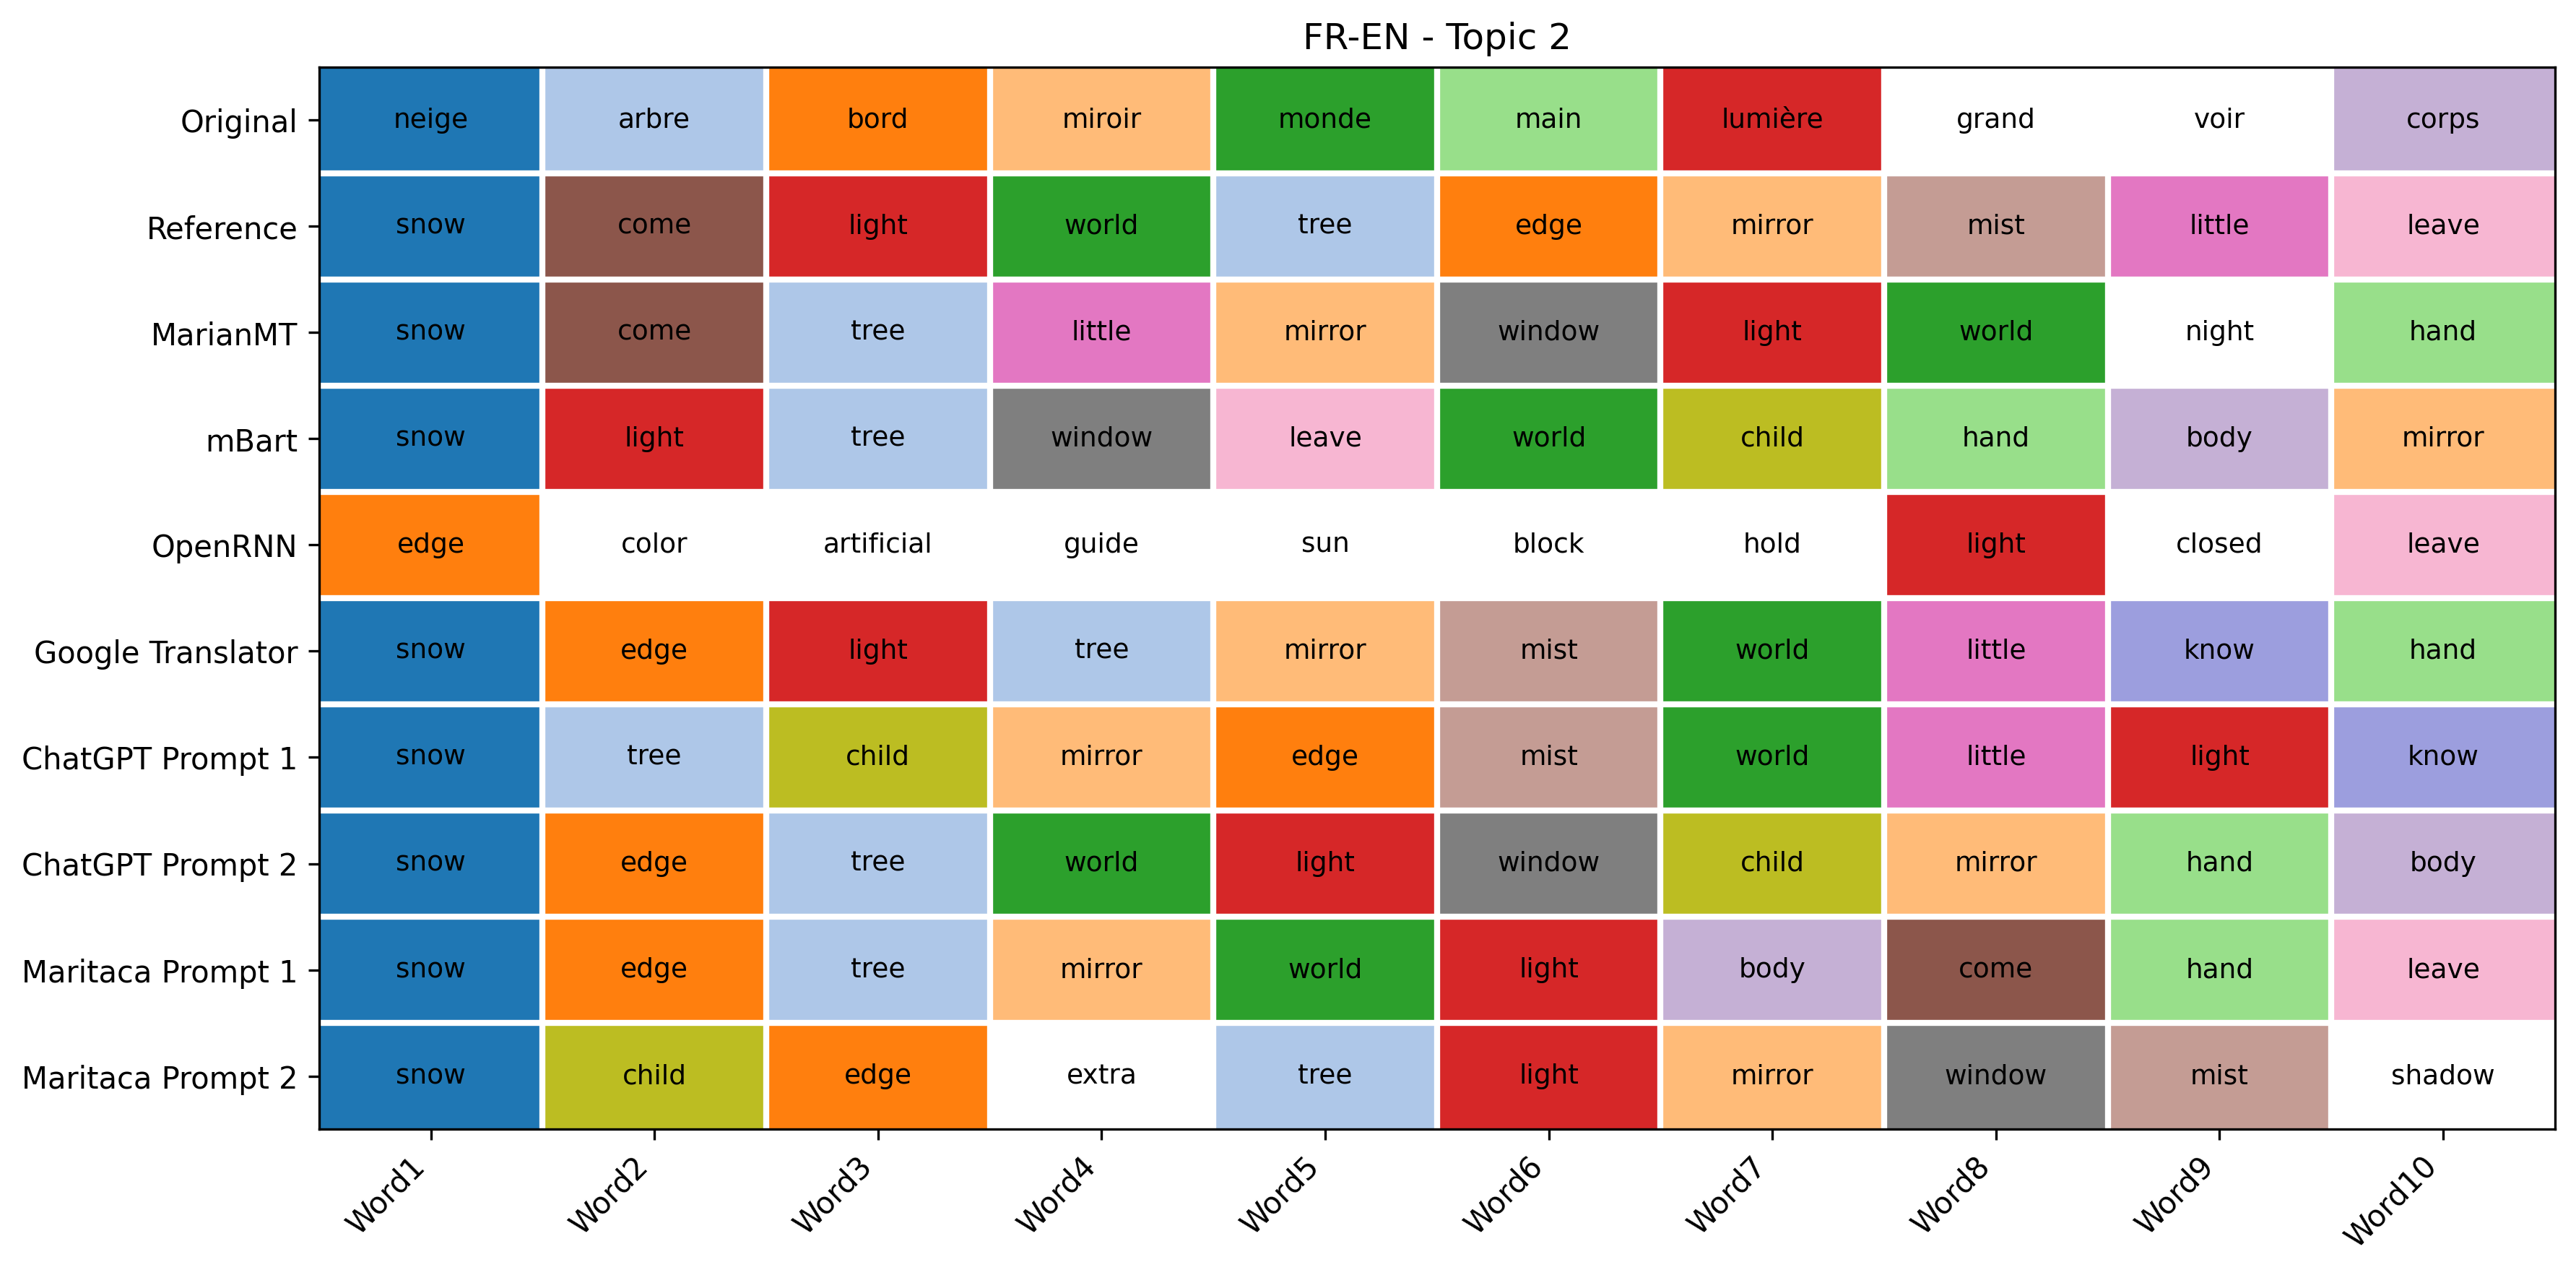 FR-EN - Topic 2
Original neige arbre bord miroir monde main lumière grand voir corps
Reference snow come light world tree edge mirror mist little leave
MarianMT snow come tree little mirror window light world night hand
mBart snow light tree window leave world child hand body mirror
OpenRNN edge color artificial guide sun block hold light closed leave
Google Translator snow edge light tree mirror mist world little know hand
ChatGPT Prompt 1 snow tree child mirror edge mist world little light know
ChatGPT Prompt 2 snow edge tree world light window child mirror hand body
Maritaca Prompt 1 snow edge tree mirror world light body come hand leave
Maritaca Prompt 2 snow child edge extra tree light mirror window mist shadow
Word1 Word2 Word3 Word4 Word5 Word6 Word7 Word8 Word9 Word10